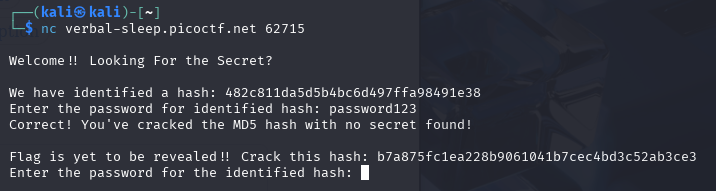 ┌──(kali㉿kali)-[~]
└─$ nc verbal-sleep.picoctf.net 62715
Welcome!! Looking For the Secret?
We have identified a hash: 482c811da5d5b4bc6d497ffa98491e38
Enter the password for identified hash: password123
Correct! You've cracked the MD5 hash with no secret found!
Flag is yet to be revealed!! Crack this hash: b7a875fc1ea228b9061041b7cec4bd3c52ab3ce3
Enter the password for the identified hash: